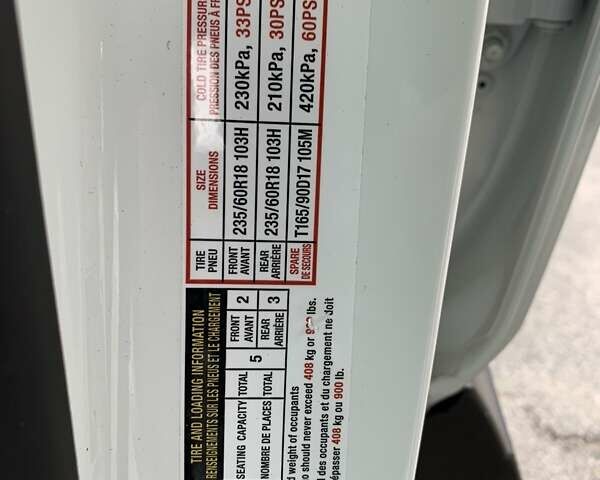 TIRE AND LOADING INFORMATION
RENSEIGNEMENTS SUR LES PNEUS ET LE CHARGEMENT
SEATING CAPACITY TOTAL 5 FRONT 2 REAR 3
NOMBRE DE PLACES TOTAL AVANT ARRIÈRE
d weight of occupants
o should never exceed 408 kg or lbs.
l des occupants et du chargement ne doit
épasser 408 kg ou 900 lb.
TIRE SIZE COLD TIRE PRESSUR
PNEU DIMENSIONS PRESSION DES PNEUS À FR
FRONT 235/60R18 103H 230kPa, 33PS
AVANT
REAR 235/60R18 103H 210kPa, 30PS
ARRIÈRE
SPARE T165/90D17 105M 420kPa, 60PS
DE SECOURS